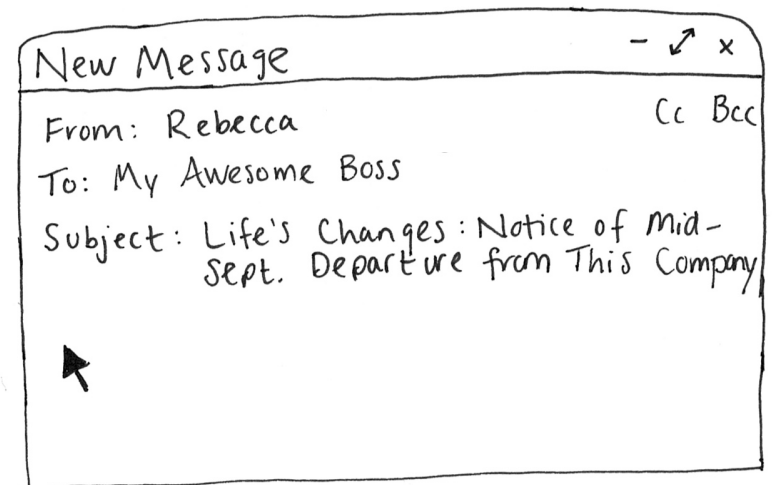 New Message
Cc Bcc
From: Rebecca
To: My Awesome Boss
Subject: Life's Changes: Notice of Mid-
Sept. Departure from This Company